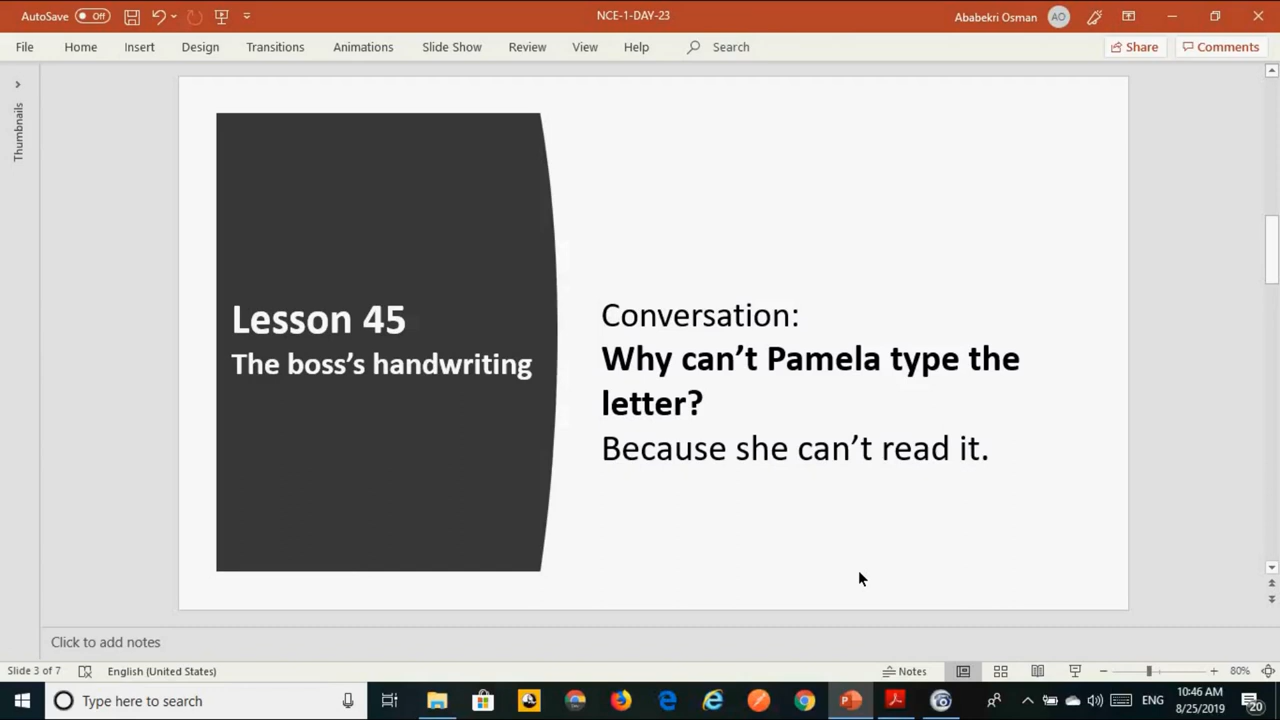 AutoSave Off
NCE-1-DAY-23
Ababekri Osman AO
File Home Insert Design Transitions Animations Slide Show Review View Help Search Share Comments
Thumbnails
Lesson 45
The boss’s handwriting
Conversation:
Why can’t Pamela type the
letter?
Because she can’t read it.
Click to add notes
Slide 3 of 7 English (United States) Notes 80%
Type here to search
ENG
10:46 AM
8/25/2019
20